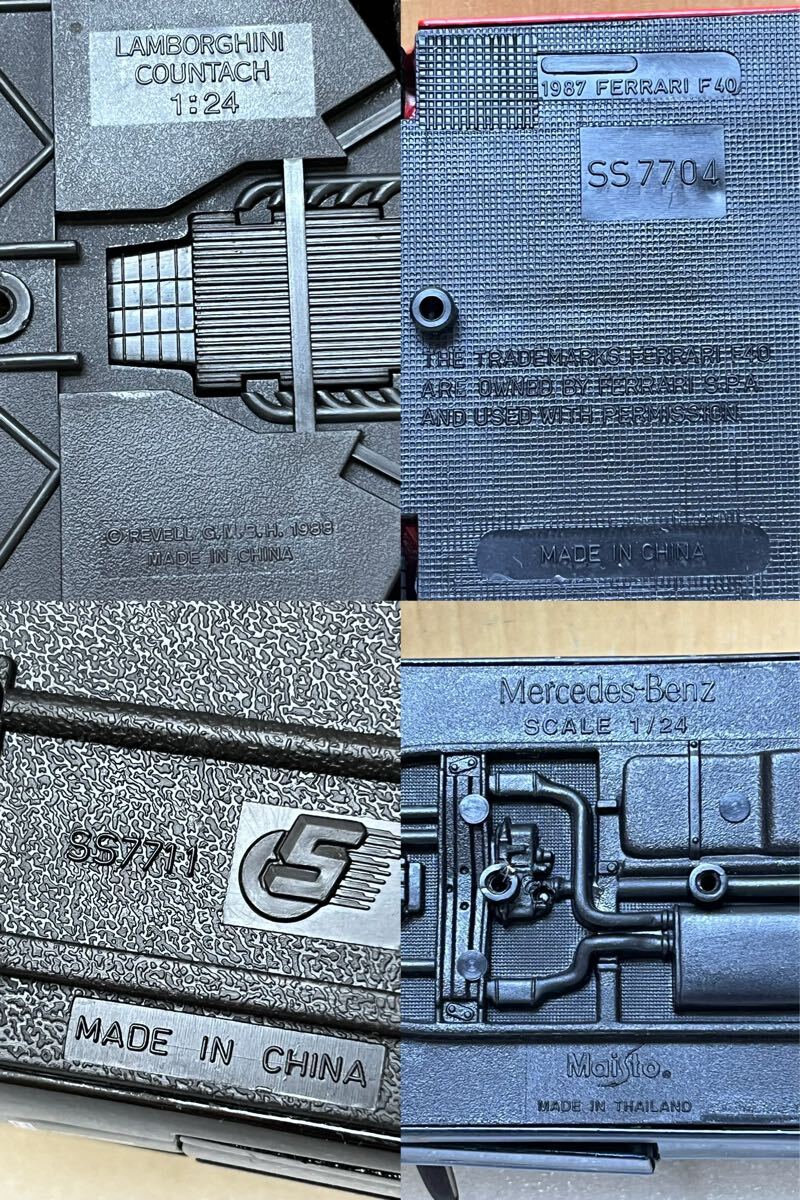 LAMBORGHINI
COUNTACH
1:24
© REVELL G.M.B.H. 1988
MADE IN CHINA
1987 FERRARI F40
SS 7704
THE TRADEMARKS FERRARI F40
ARE OWNED BY FERRARI S.P.A.
AND USED WITH PERMISSION.
MADE IN CHINA
SS7711
S
MADE IN CHINA
Mercedes-Benz
SCALE 1/24
Maisto®
MADE IN THAILAND